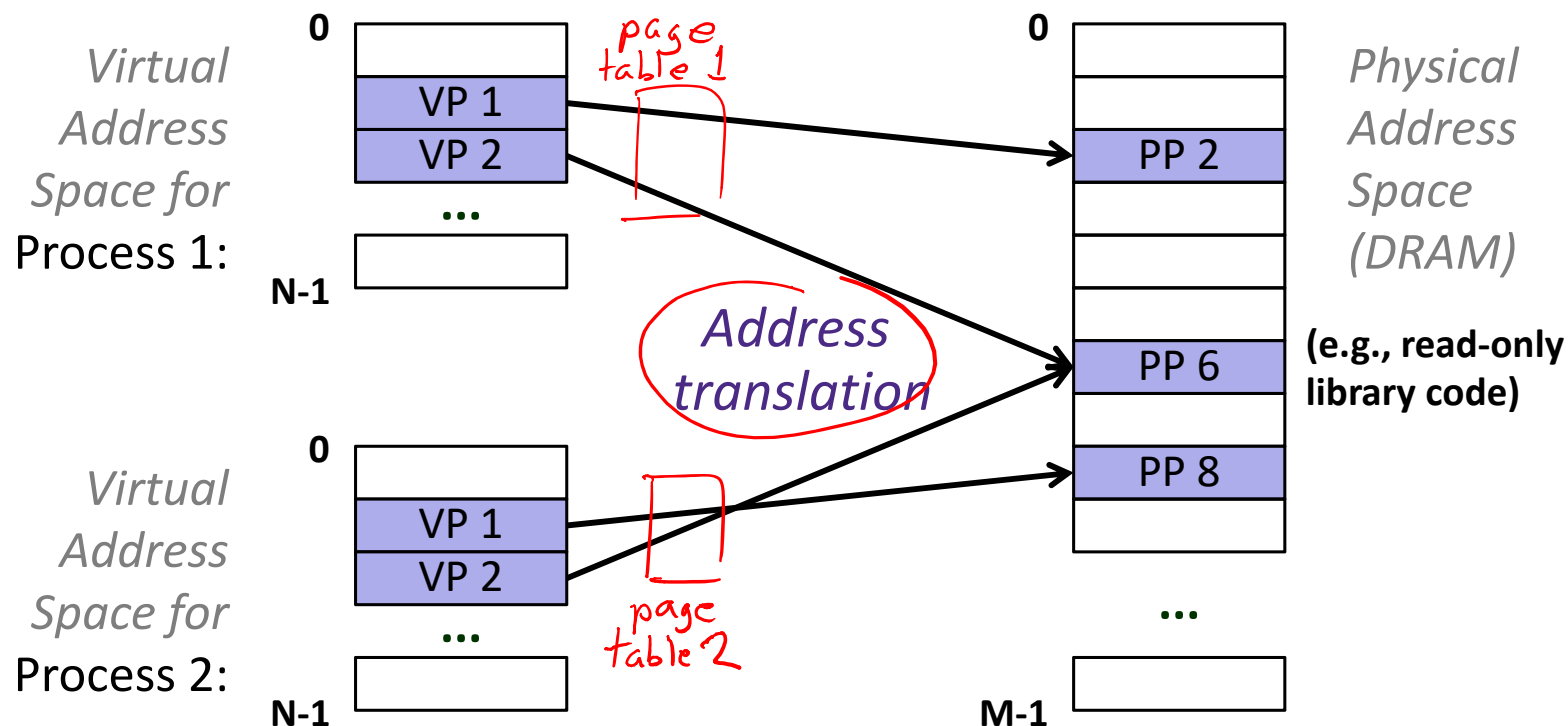 0
Virtual
Address
Space for
Process 1:
VP 1
VP 2
...
N-1
page
table 1
Address
translation
0
Virtual
Address
Space for
Process 2:
VP 1
VP 2
...
N-1
page
table 2
0
PP 2
PP 6
PP 8
...
M-1
Physical
Address
Space
(DRAM)
(e.g., read-only
library code)